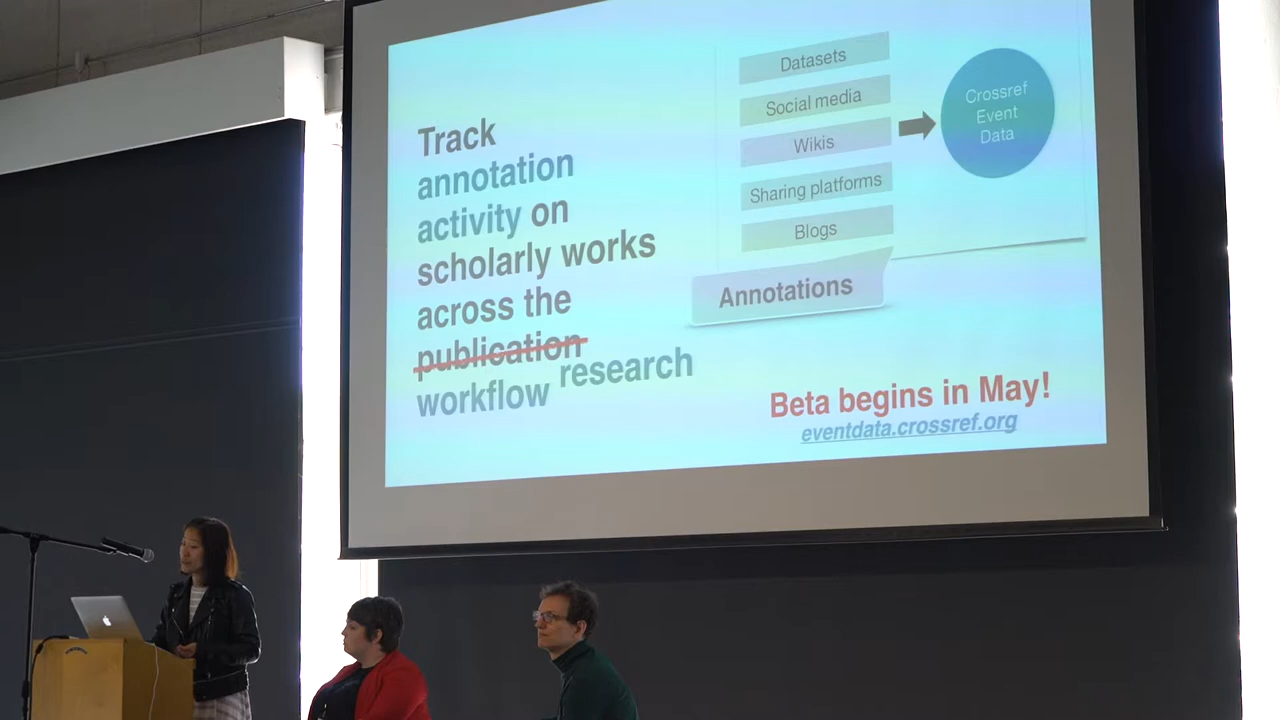 Track
annotation
activity on
scholarly works
across the
publication
workflow research
Datasets
Social media
Wikis
Sharing platforms
Blogs
Annotations
Crossref
Event
Data
Beta begins in May!
eventdata.crossref.org